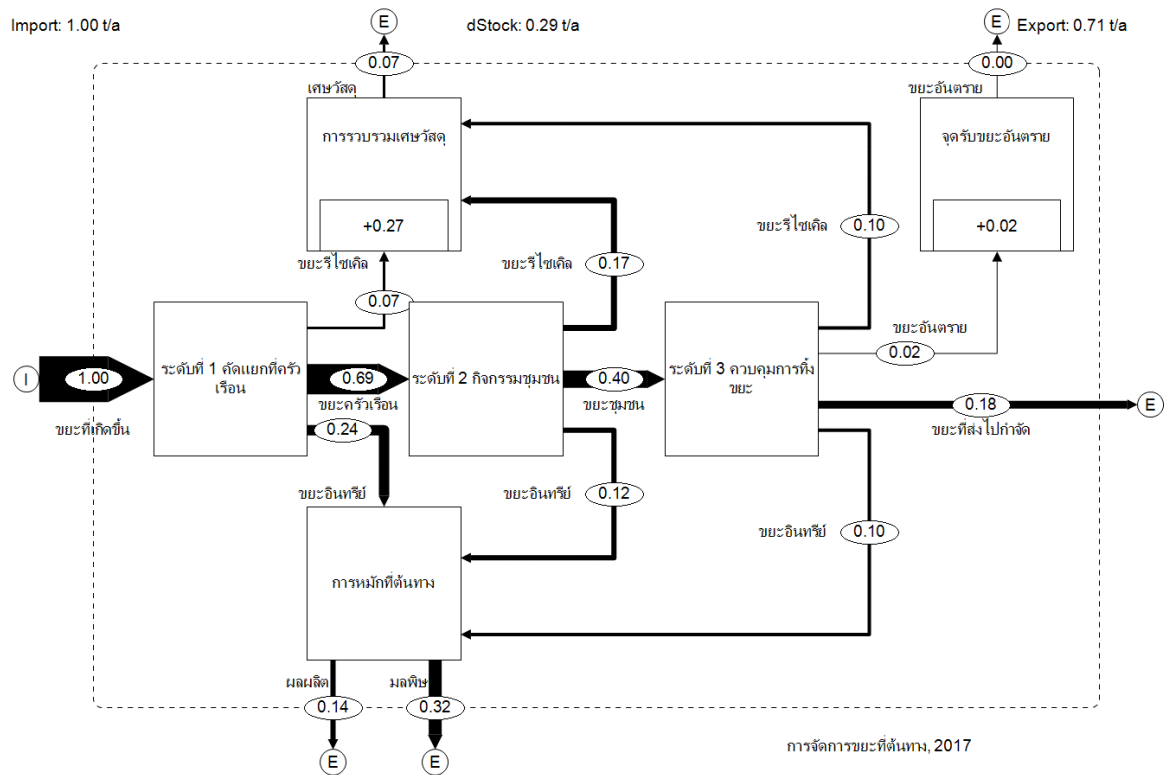 Import: 1.00 t/a
dStock: 0.29 t/a
Export: 0.71 t/a
E
E
0.07
0.00
เศษวัสดุ
ขยะอันตราย
การรวบรวมเศษวัสดุ
จุดรับขยะอันตราย
+0.27
+0.02
ขยะรีไซเคิล
0.10
ขยะรีไซเคิล
ขยะรีไซเคิล
0.17
0.07
ขยะอันตราย
0.02
I
1.00
ระดับที่ 1 คัดแยกที่ครัว
เรือน
0.69
ระดับที่ 2 กิจกรรมชุมชน
0.40
ระดับที่ 3 ควบคุมการทิ้ง
ขยะ
ขยะที่เกิดขึ้น
ขยะครัวเรือน
ขยะชุมชน
0.18
E
ขยะที่ส่งไปกำจัด
0.24
ขยะอินทรีย์
ขยะอินทรีย์
0.12
ขยะอินทรีย์
0.10
การหมักที่ต้นทาง
ผลผลิต
มลพิษ
0.14
0.32
E
E
การจัดการขยะที่ต้นทาง, 2017